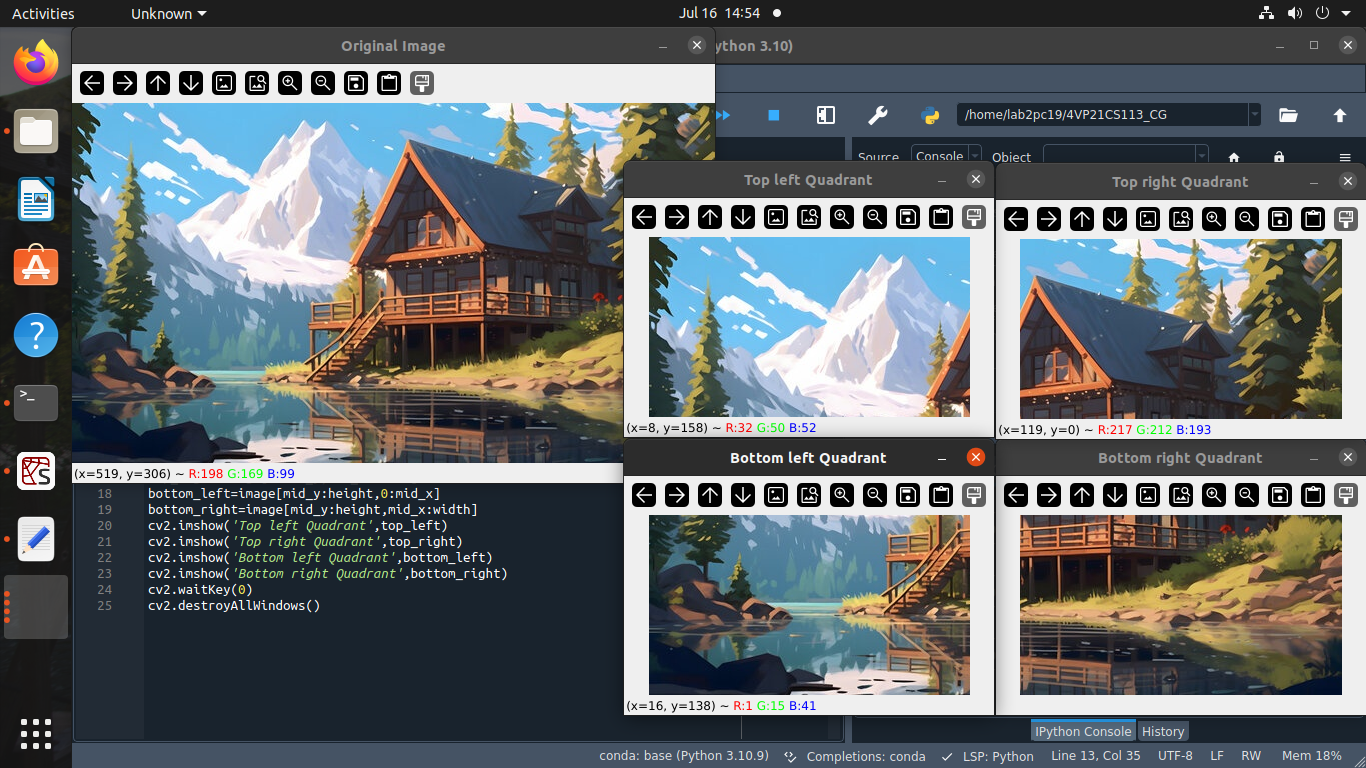 Activities
Unknown
Jul 16 14:54
Original Image
ython 3.10)
/home/lab2pc19/4VP21CS113_CG
Source Console Object
Top left Quadrant
Top right Quadrant
(x=8, y=158) ~ R:32 G:50 B:52
(x=119, y=0) ~ R:217 G:212 B:193
Bottom left Quadrant
Bottom right Quadrant
(x=519, y=306) ~ R:198 G:169 B:99
18 bottom_left=image[mid_y:height,0:mid_x]
19 bottom_right=image[mid_y:height,mid_x:width]
20 cv2.imshow('Top left Quadrant',top_left)
21 cv2.imshow('Top right Quadrant',top_right)
22 cv2.imshow('Bottom left Quadrant',bottom_left)
23 cv2.imshow('Bottom right Quadrant',bottom_right)
24 cv2.waitKey(0)
25 cv2.destroyAllWindows()
(x=16, y=138) ~ R:1 G:15 B:41
IPython Console History
conda: base (Python 3.10.9) Completions: conda LSP: Python Line 13, Col 35 UTF-8 LF RW Mem 18%